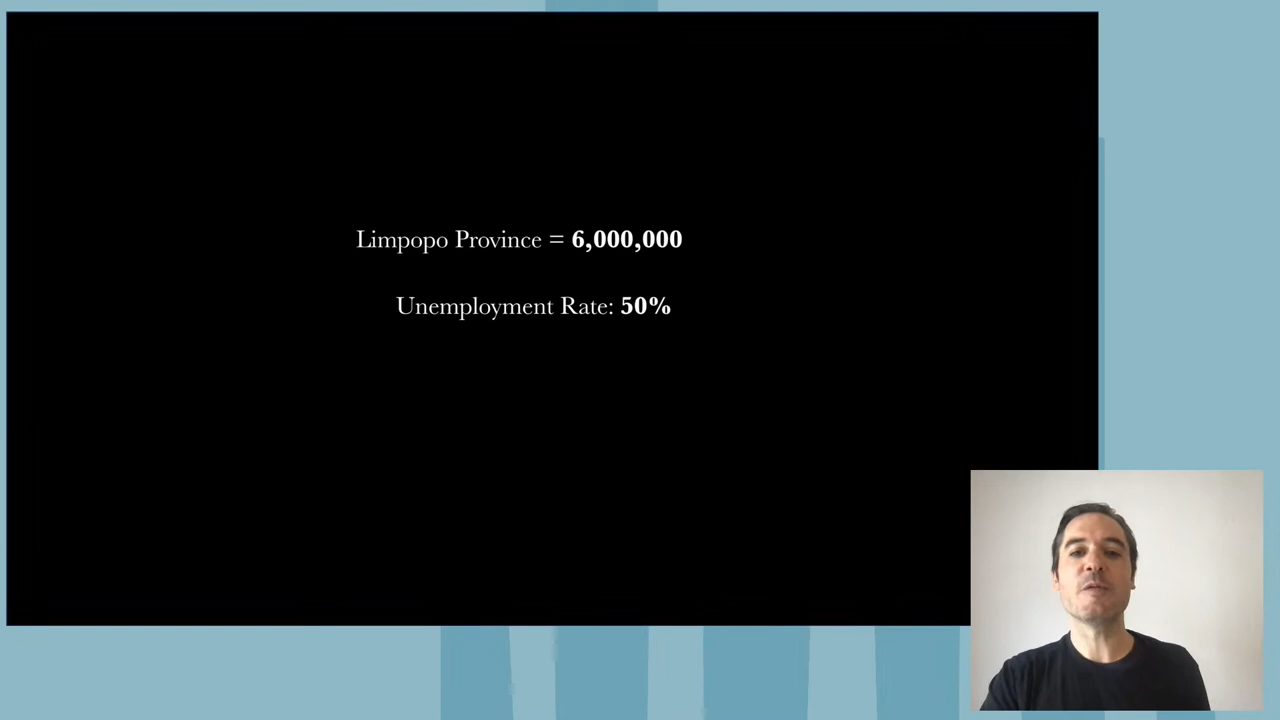 Limpopo Province = 6,000,000
Unemployment Rate: 50%